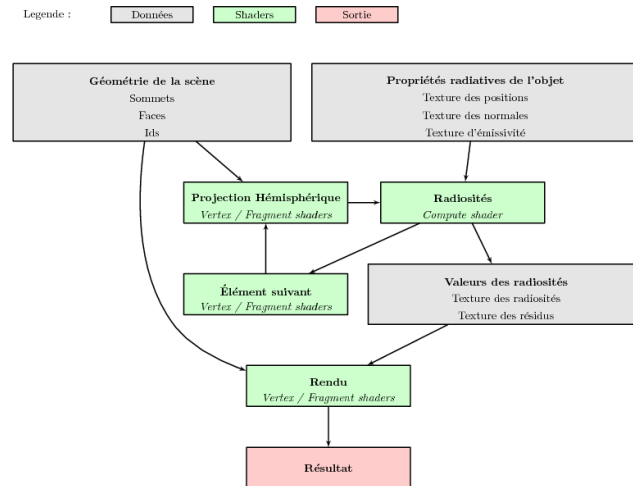 Legende :
Données
Shaders
Sortie
Géométrie de la scène
Sommets
Faces
Ids
Propriétés radiatives de l'objet
Texture des positions
Texture des normales
Texture d'émissivité
Projection Hémisphérique
Vertex / Fragment shaders
Radiosités
Compute shader
Élément suivant
Vertex / Fragment shaders
Valeurs des radiosités
Texture des radiosités
Texture des résidus
Rendu
Vertex / Fragment shaders
Résultat